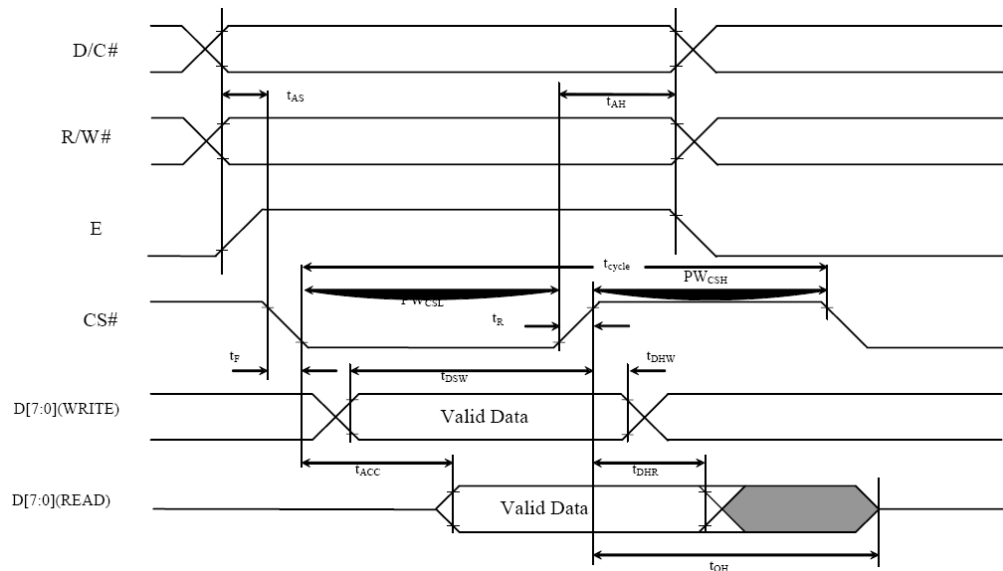 D/C#
tAS
tAH
R/W#
E
tcycle
PWCSL
PWCSH
CS#
tR
tF
tDSW
tDHW
D[7:0](WRITE)
Valid Data
tACC
tDHR
D[7:0](READ)
Valid Data
tOH